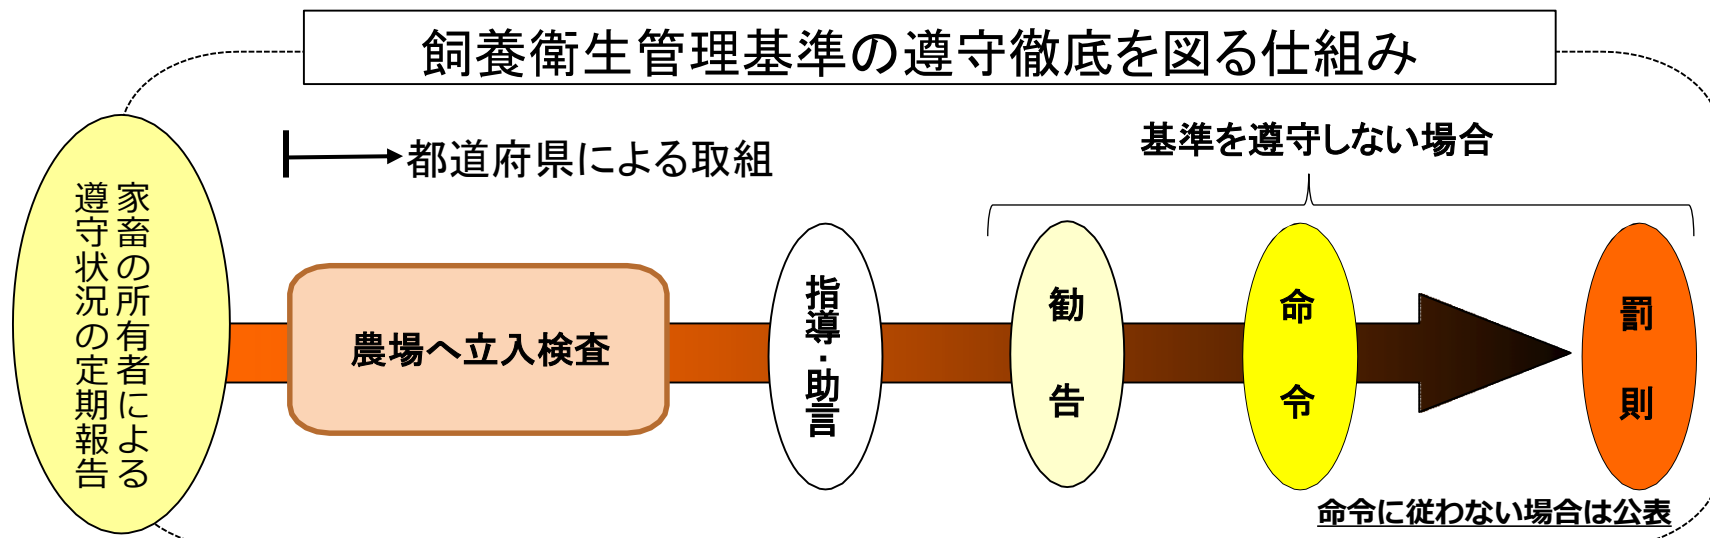 飼養衛生管理基準の遵守徹底を図る仕組み
都道府県による取組
基準を遵守しない場合
家畜の所有者による
遵守状況の定期報告
農場へ立入検査
指導・助言
勧告
命令
罰則
命令に従わない場合は公表